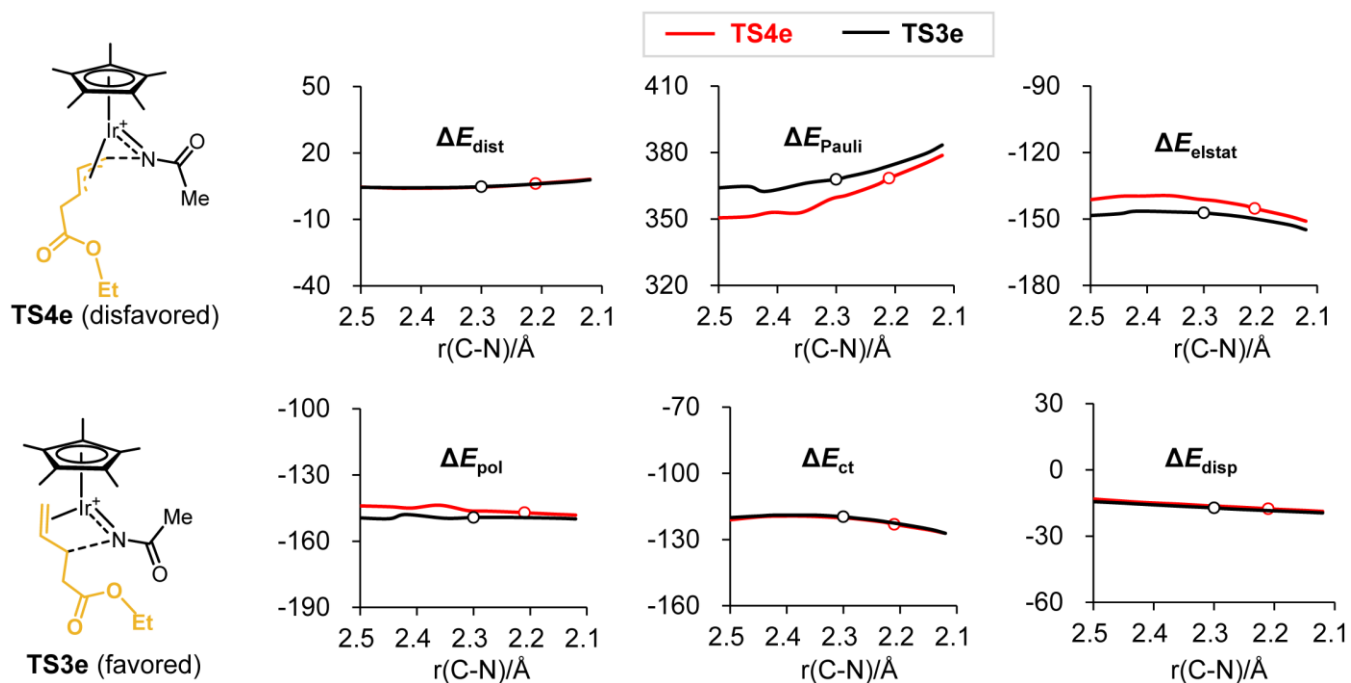 TS4e TS3e
Ir+
N
O
Me
O
O
Et
TS4e (disfavored)
50
20
-10
-40
ΔEdist
2.5 2.4 2.3 2.2 2.1
r(C-N)/Å
410
380
350
320
ΔEPauli
2.5 2.4 2.3 2.2 2.1
r(C-N)/Å
-90
-120
-150
-180
ΔEelstat
2.5 2.4 2.3 2.2 2.1
r(C-N)/Å
Ir+
Me
N
O
O
O
Et
TS3e (favored)
-100
-130
-160
-190
ΔEpol
2.5 2.4 2.3 2.2 2.1
r(C-N)/Å
-70
-100
-130
-160
ΔEct
2.5 2.4 2.3 2.2 2.1
r(C-N)/Å
30
0
-30
-60
ΔEdisp
2.5 2.4 2.3 2.2 2.1
r(C-N)/Å